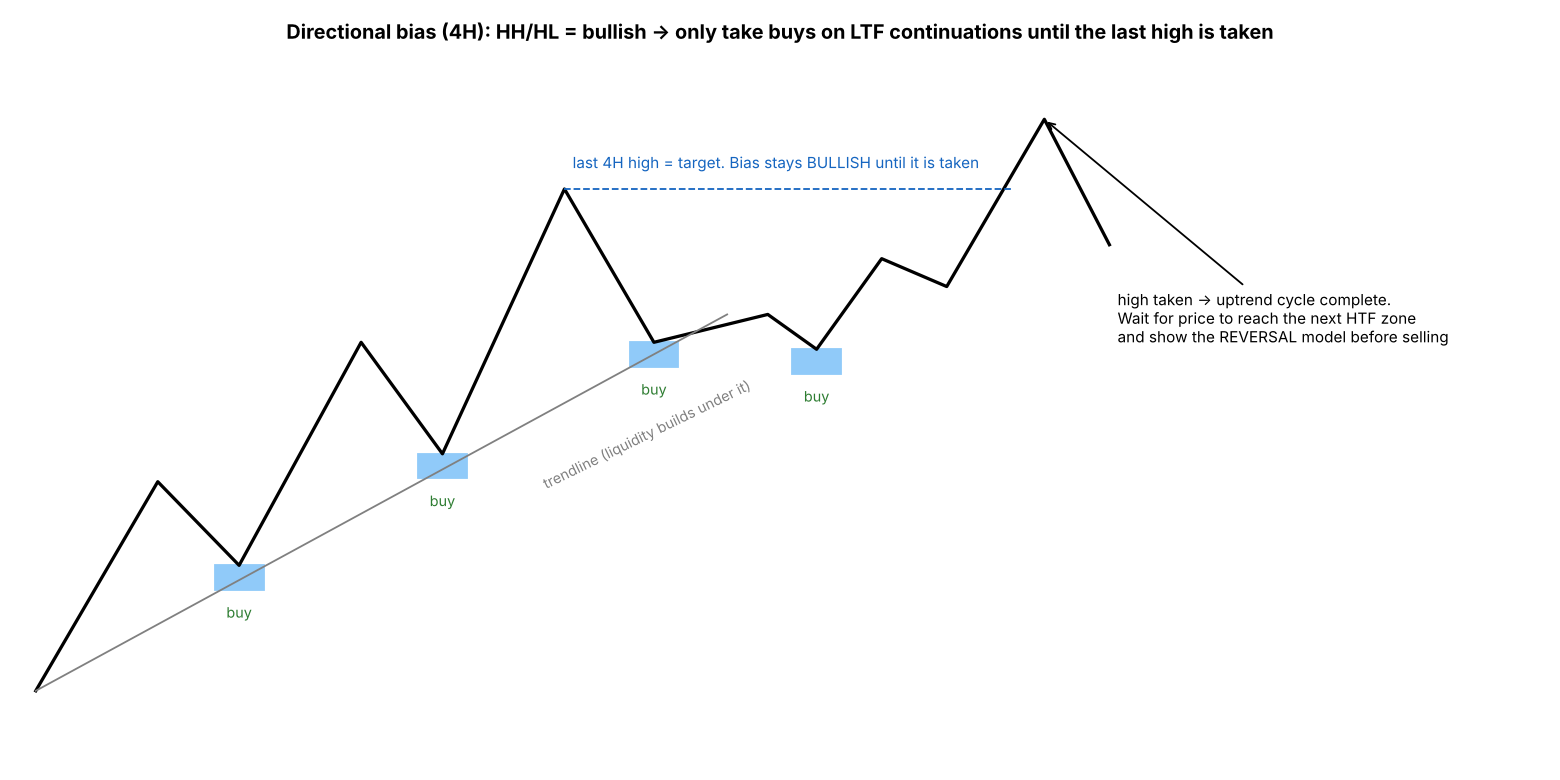 Directional bias (4H): HH/HL = bullish → only take buys on LTF continuations until the last high is taken
last 4H high = target. Bias stays BULLISH until it is taken
high taken → uptrend cycle complete.
Wait for price to reach the next HTF zone
and show the REVERSAL model before selling
buy
buy
trendline (liquidity builds under it)
buy
buy